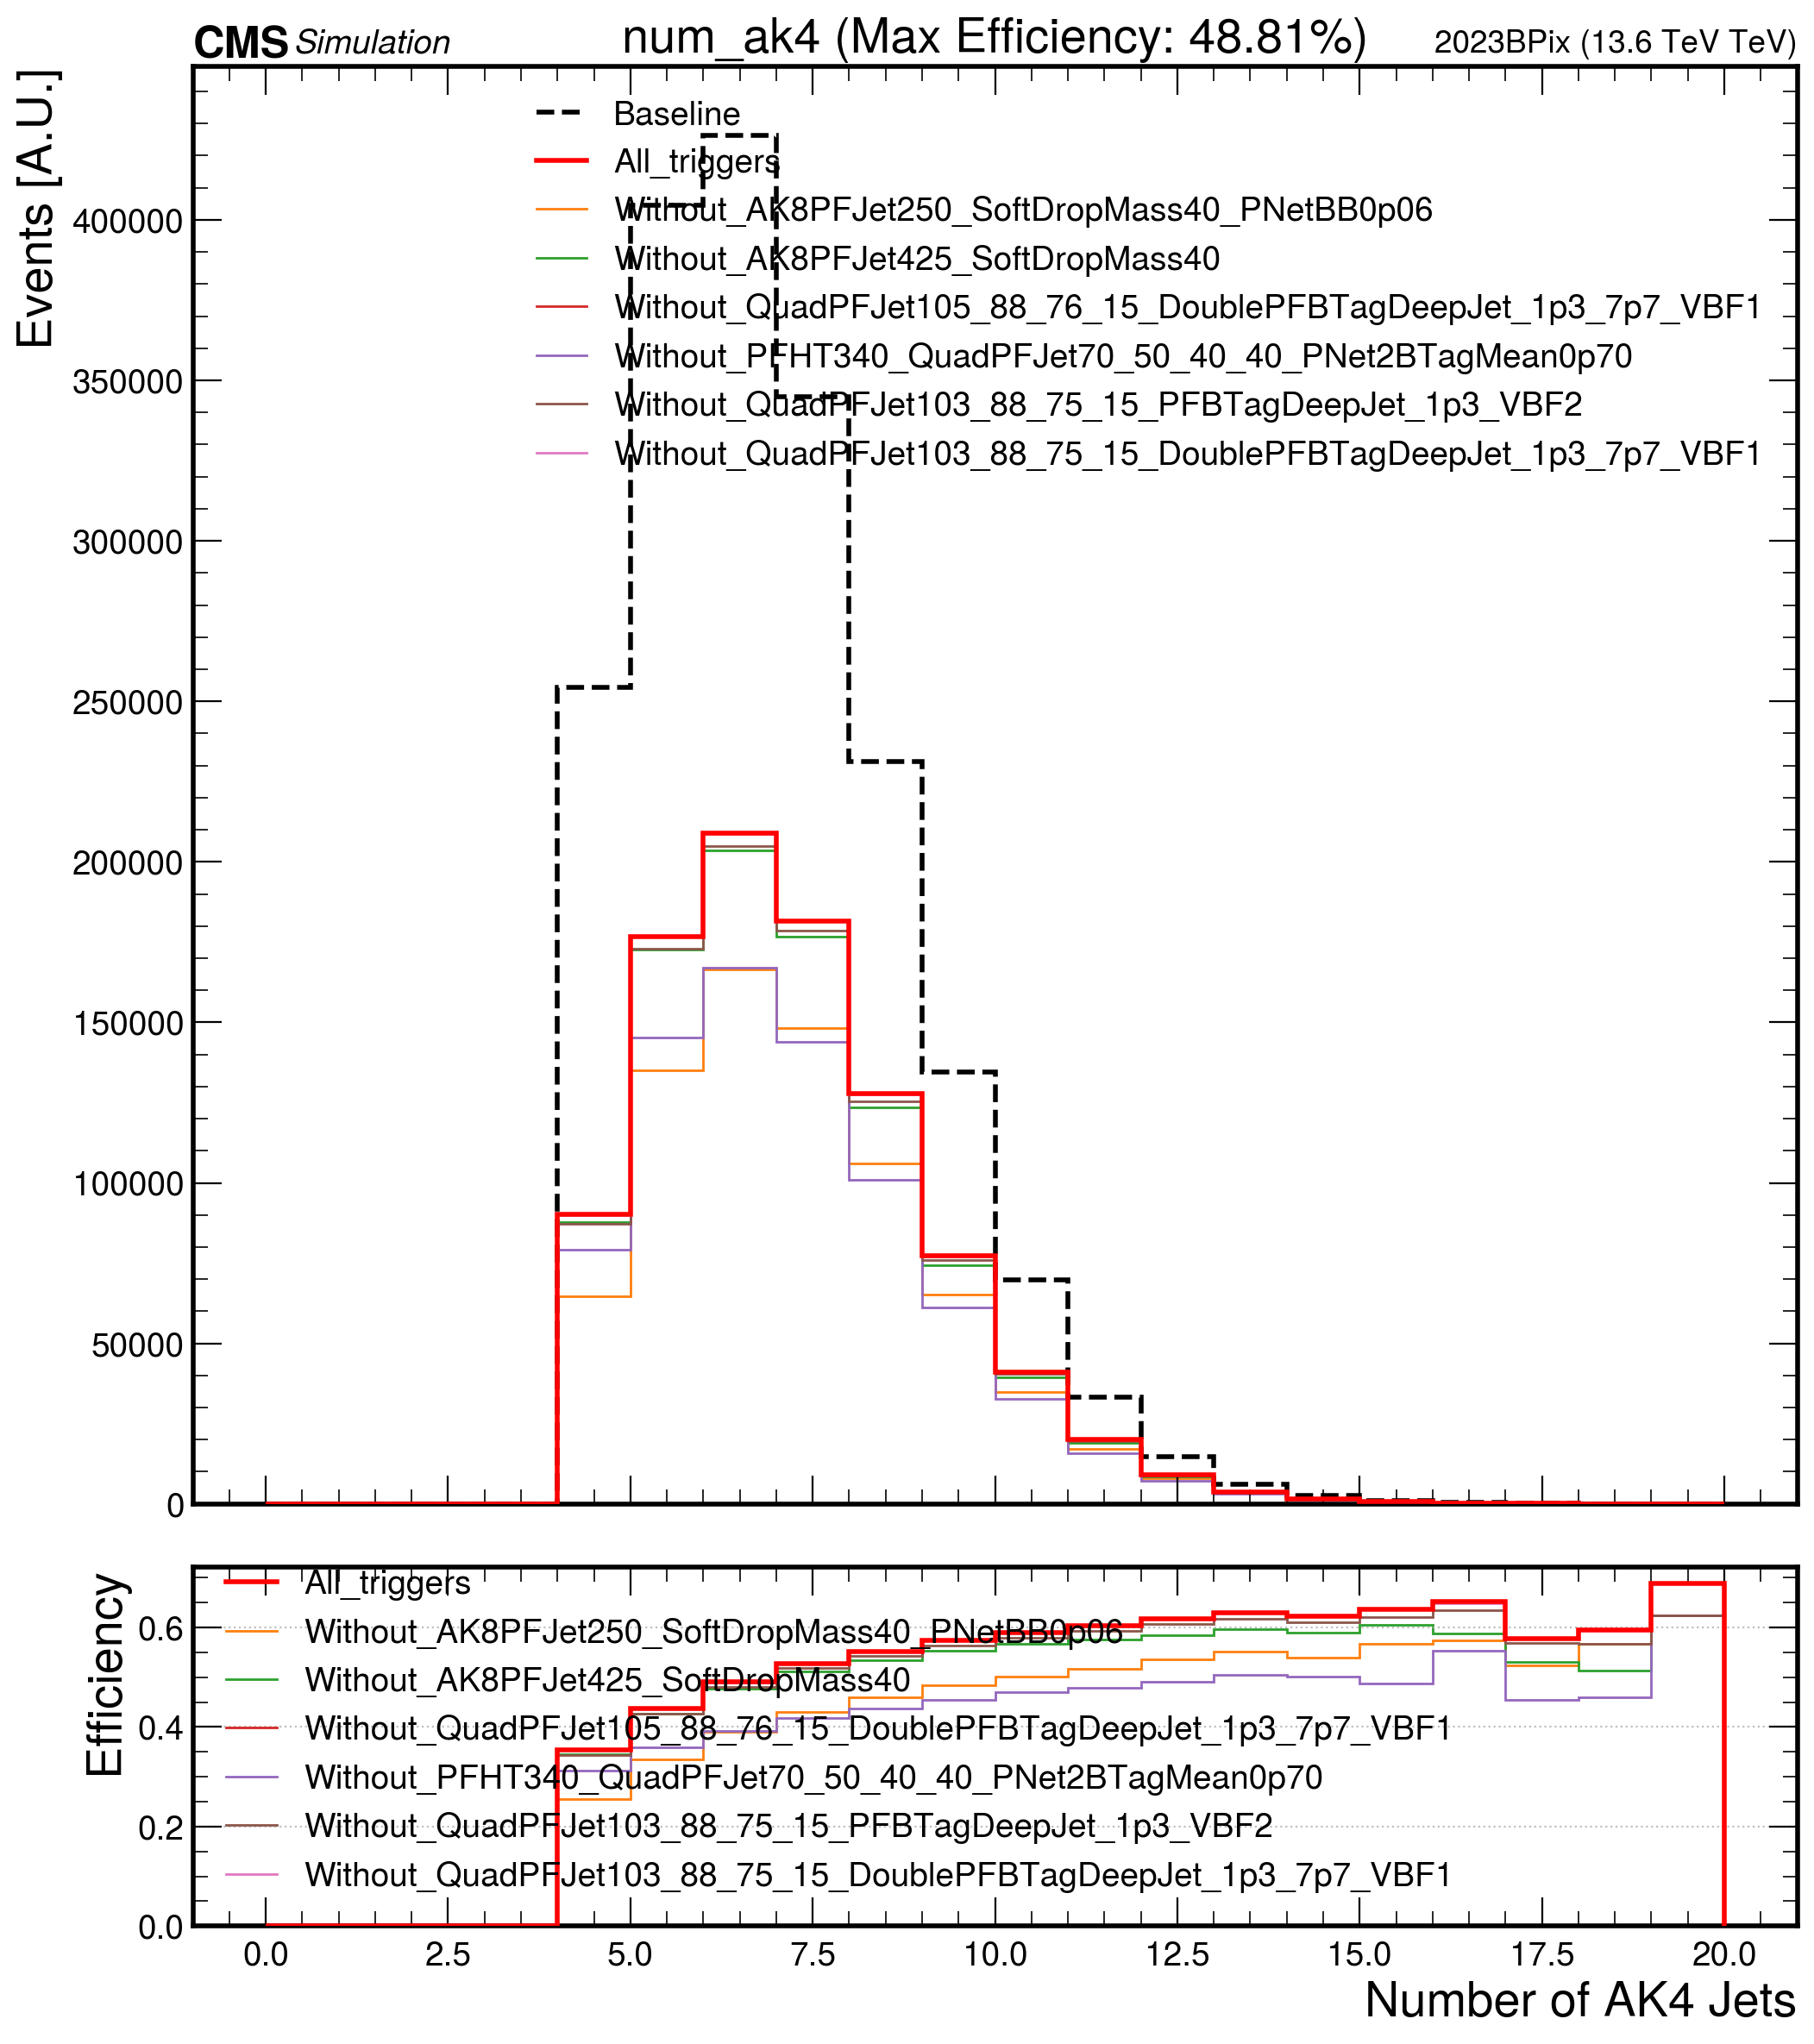 CMS Simulation num_ak4 (Max Efficiency: 48.81%) 2023BPix (13.6 TeV TeV)
Events [A.U.]
Baseline
All_triggers
Without_AK8PFJet250_SoftDropMass40_PNetBB0p06
Without_AK8PFJet425_SoftDropMass40
Without_QuadPFJet105_88_76_15_DoublePFBTagDeepJet_1p3_7p7_VBF1
Without_PFHT340_QuadPFJet70_50_40_40_PNet2BTagMean0p70
Without_QuadPFJet103_88_75_15_PFBTagDeepJet_1p3_VBF2
Without_QuadPFJet103_88_75_15_DoublePFBTagDeepJet_1p3_7p7_VBF1
400000
350000
300000
250000
200000
150000
100000
50000
0
Efficiency
All_triggers
Without_AK8PFJet250_SoftDropMass40_PNetBB0p06
Without_AK8PFJet425_SoftDropMass40
Without_QuadPFJet105_88_76_15_DoublePFBTagDeepJet_1p3_7p7_VBF1
Without_PFHT340_QuadPFJet70_50_40_40_PNet2BTagMean0p70
Without_QuadPFJet103_88_75_15_PFBTagDeepJet_1p3_VBF2
Without_QuadPFJet103_88_75_15_DoublePFBTagDeepJet_1p3_7p7_VBF1
0.6
0.4
0.2
0.0
0.0 2.5 5.0 7.5 10.0 12.5 15.0 17.5 20.0
Number of AK4 Jets